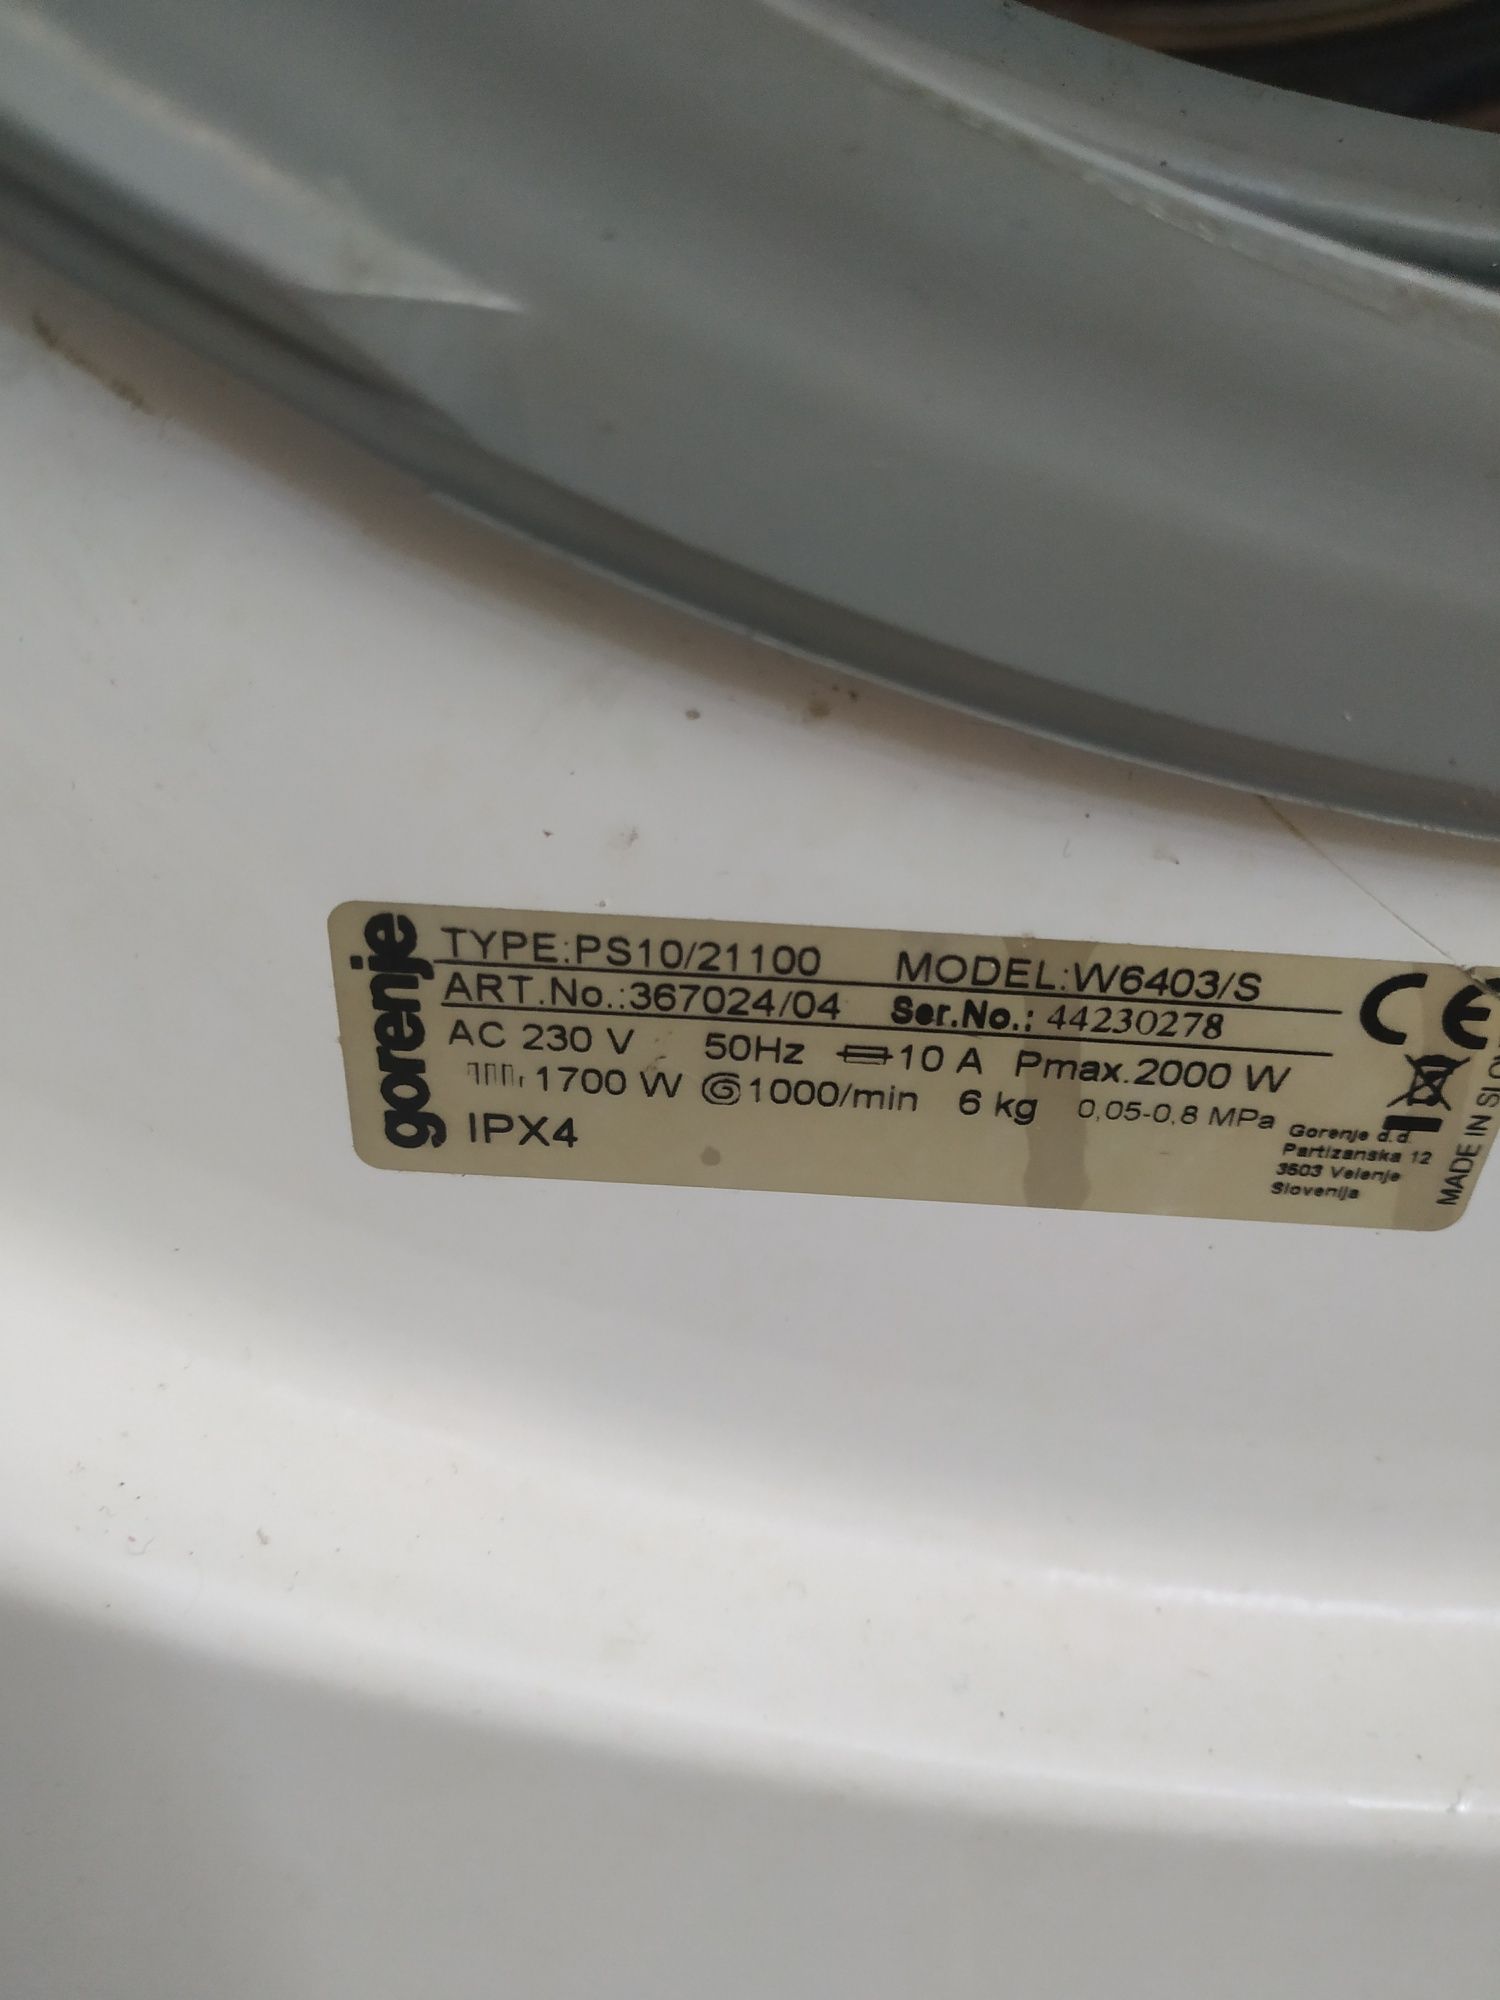 gorenje
TYPE:PS10/21100 MODEL:W6403/S
ART.No.:367024/04 Ser.No.: 44230278
AC 230 V 50Hz 10 A Pmax.2000 W
1700 W 1000/min 6 kg 0,05-0,8 MPa
IPX4
CE
Gorenje d.d.
Partizanska 12
3503 Velenje
Slovenija
MADE IN